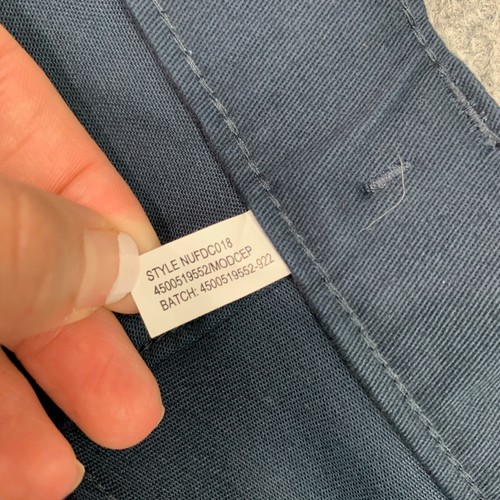 STYLE NUFDC018
4500519552/MODCEP
BATCH: 4500519552-922